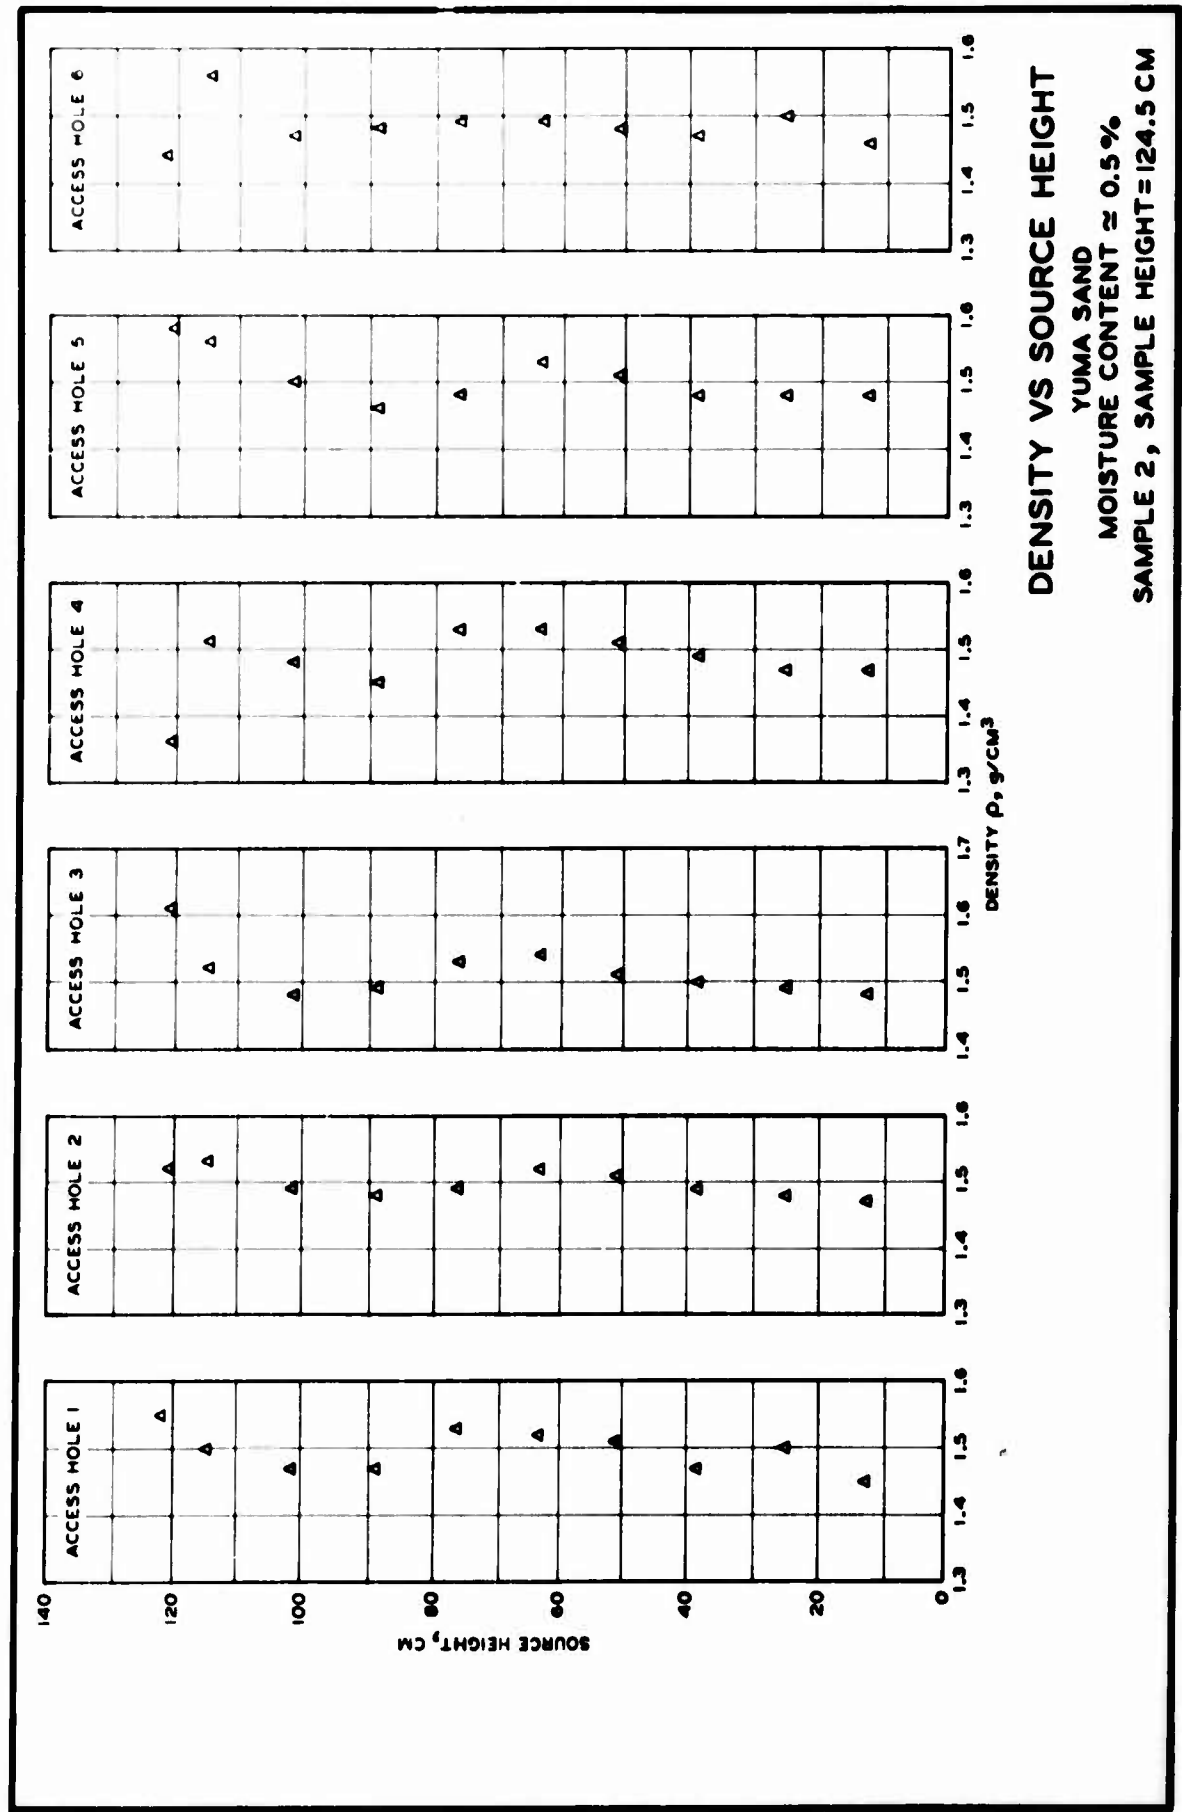 ACCESS HOLE 1
ACCESS HOLE 2
ACCESS HOLE 3
ACCESS HOLE 4
ACCESS HOLE 5
ACCESS HOLE 6
140
120
100
80
60
40
20
0
SOURCE HEIGHT, CM
1.3 1.4 1.5 1.6
1.3 1.4 1.5 1.6
1.4 1.5 1.6 1.7
1.3 1.4 1.5 1.6
1.3 1.4 1.5 1.6
1.3 1.4 1.5 1.6
DENSITY ρ, g/CM³
DENSITY VS SOURCE HEIGHT
YUMA SAND
MOISTURE CONTENT ≃ 0.5%
SAMPLE 2, SAMPLE HEIGHT=124.5 CM